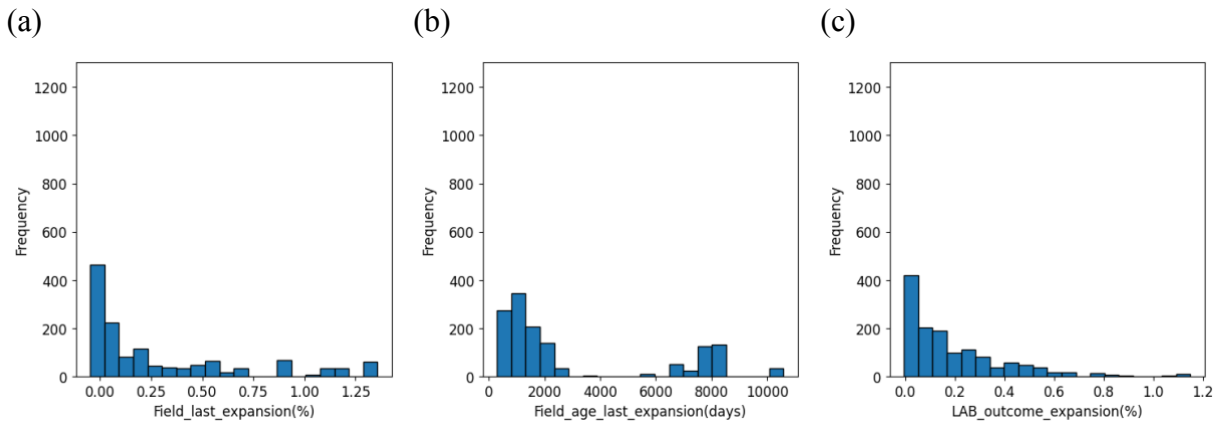 (a)
(b)
(c)
1200
1000
800
600
400
200
0
Frequency
0.00 0.25 0.50 0.75 1.00 1.25
Field_last_expansion(%)
1200
1000
800
600
400
200
0
Frequency
0 2000 4000 6000 8000 10000
Field_age_last_expansion(days)
1200
1000
800
600
400
200
0
Frequency
0.0 0.2 0.4 0.6 0.8 1.0 1.2
LAB_outcome_expansion(%)